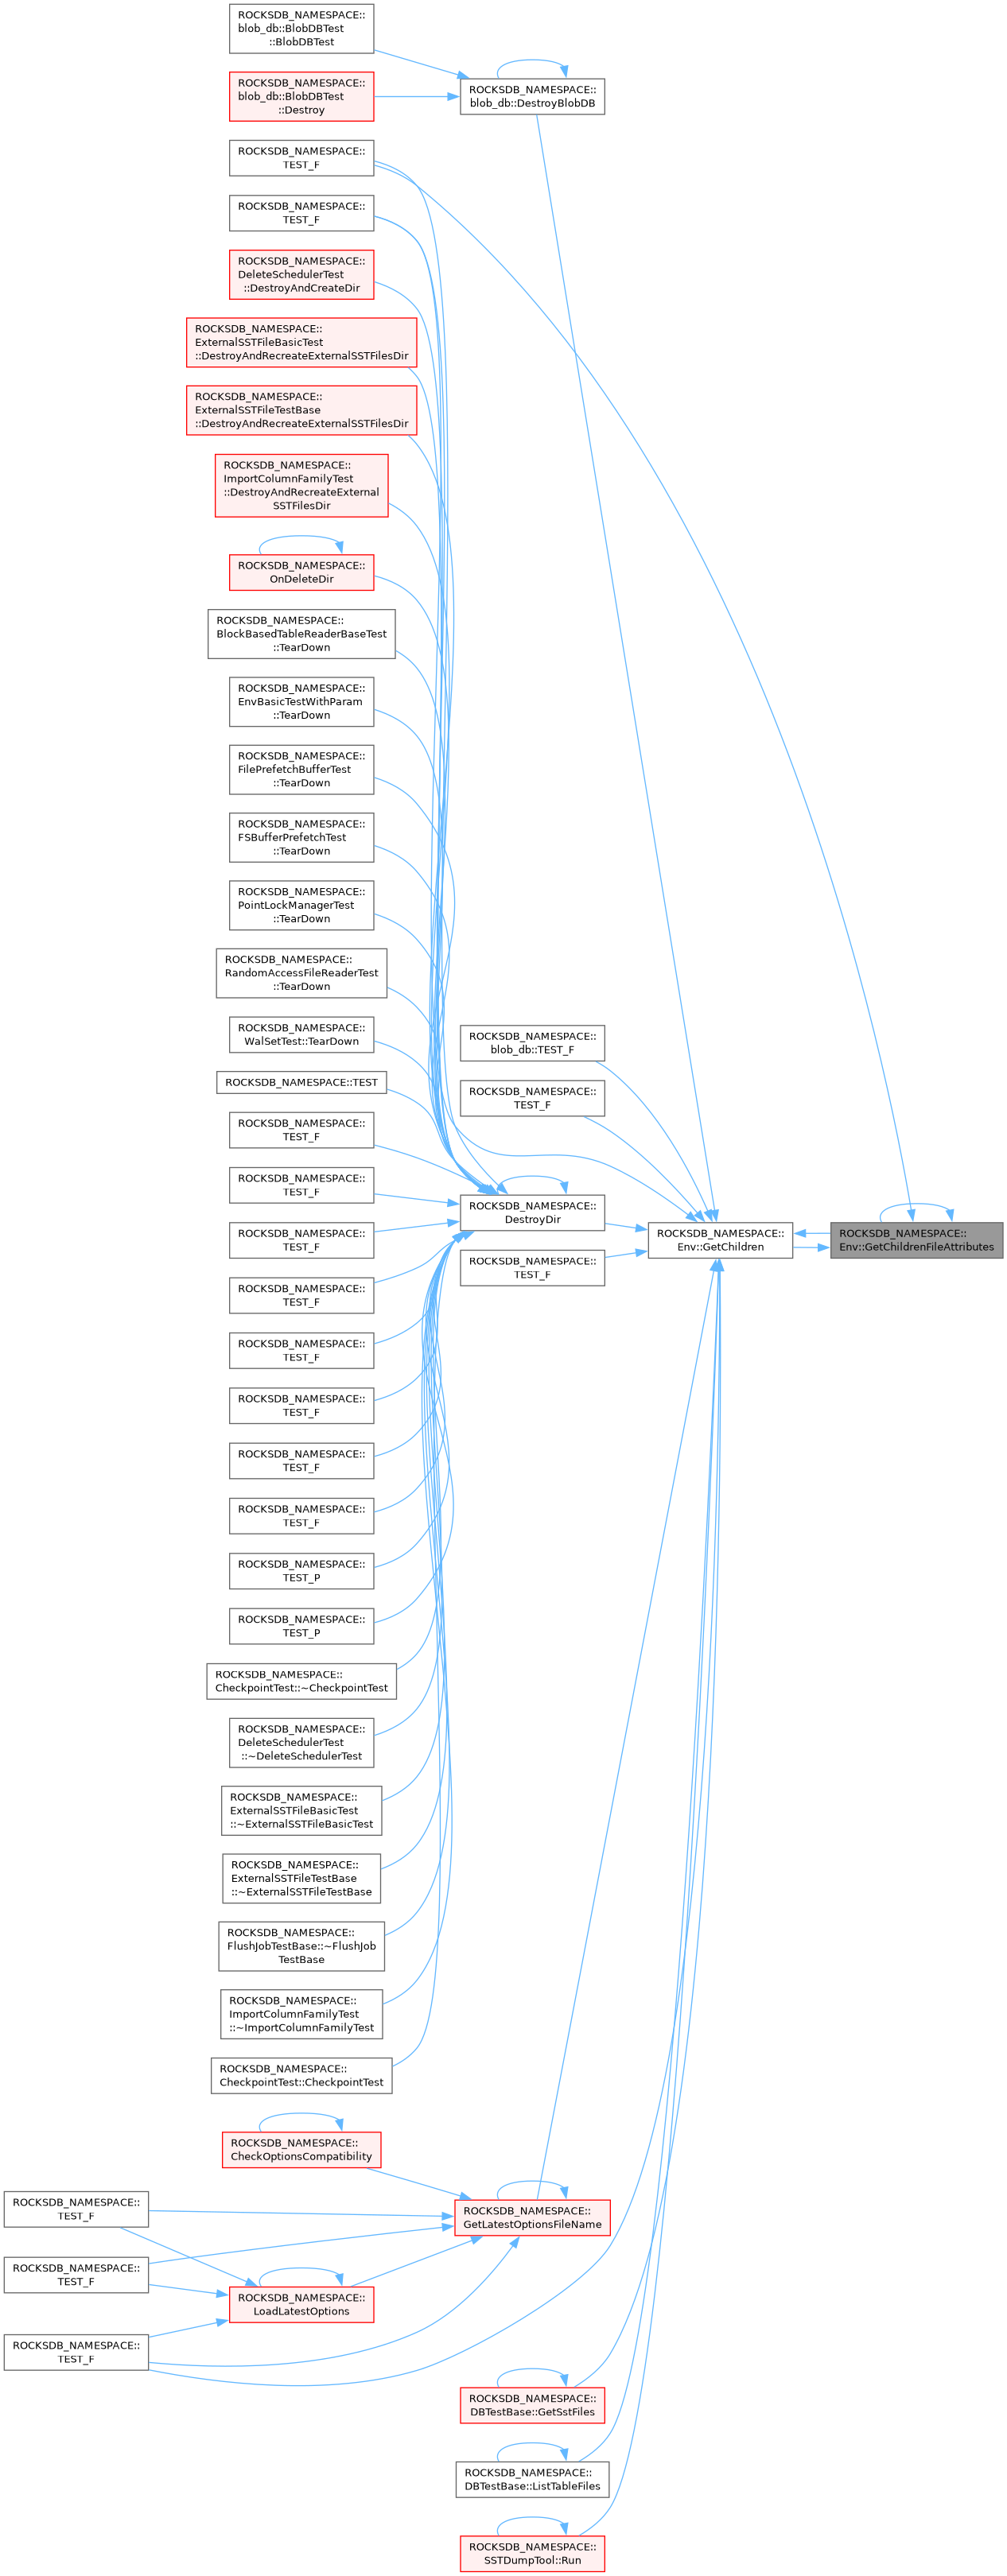 ROCKSDB_NAMESPACE::
blob_db::BlobDBTest
::BlobDBTest
ROCKSDB_NAMESPACE::
blob_db::BlobDBTest
::Destroy
ROCKSDB_NAMESPACE::
blob_db::DestroyBlobDB
ROCKSDB_NAMESPACE::
TEST_F
ROCKSDB_NAMESPACE::
TEST_F
ROCKSDB_NAMESPACE::
DeleteSchedulerTest
::DestroyAndCreateDir
ROCKSDB_NAMESPACE::
ExternalSSTFileBasicTest
::DestroyAndRecreateExternalSSTFilesDir
ROCKSDB_NAMESPACE::
ExternalSSTFileTestBase
::DestroyAndRecreateExternalSSTFilesDir
ROCKSDB_NAMESPACE::
ImportColumnFamilyTest
::DestroyAndRecreateExternal
SSTFilesDir
ROCKSDB_NAMESPACE::
OnDeleteDir
ROCKSDB_NAMESPACE::
BlockBasedTableReaderBaseTest
::TearDown
ROCKSDB_NAMESPACE::
EnvBasicTestWithParam
::TearDown
ROCKSDB_NAMESPACE::
FilePrefetchBufferTest
::TearDown
ROCKSDB_NAMESPACE::
FSBufferPrefetchTest
::TearDown
ROCKSDB_NAMESPACE::
PointLockManagerTest
::TearDown
ROCKSDB_NAMESPACE::
RandomAccessFileReaderTest
::TearDown
ROCKSDB_NAMESPACE::
WalSetTest::TearDown
ROCKSDB_NAMESPACE::TEST
ROCKSDB_NAMESPACE::
TEST_F
ROCKSDB_NAMESPACE::
TEST_F
ROCKSDB_NAMESPACE::
TEST_F
ROCKSDB_NAMESPACE::
TEST_F
ROCKSDB_NAMESPACE::
TEST_F
ROCKSDB_NAMESPACE::
TEST_F
ROCKSDB_NAMESPACE::
TEST_F
ROCKSDB_NAMESPACE::
TEST_F
ROCKSDB_NAMESPACE::
TEST_P
ROCKSDB_NAMESPACE::
TEST_P
ROCKSDB_NAMESPACE::
CheckpointTest::~CheckpointTest
ROCKSDB_NAMESPACE::
DeleteSchedulerTest
::~DeleteSchedulerTest
ROCKSDB_NAMESPACE::
ExternalSSTFileBasicTest
::~ExternalSSTFileBasicTest
ROCKSDB_NAMESPACE::
ExternalSSTFileTestBase
::~ExternalSSTFileTestBase
ROCKSDB_NAMESPACE::
FlushJobTestBase::~FlushJob
TestBase
ROCKSDB_NAMESPACE::
ImportColumnFamilyTest
::~ImportColumnFamilyTest
ROCKSDB_NAMESPACE::
CheckpointTest::CheckpointTest
ROCKSDB_NAMESPACE::
blob_db::TEST_F
ROCKSDB_NAMESPACE::
TEST_F
ROCKSDB_NAMESPACE::
DestroyDir
ROCKSDB_NAMESPACE::
TEST_F
ROCKSDB_NAMESPACE::
Env::GetChildren
ROCKSDB_NAMESPACE::
Env::GetChildrenFileAttributes
ROCKSDB_NAMESPACE::
CheckOptionsCompatibility
ROCKSDB_NAMESPACE::
GetLatestOptionsFileName
ROCKSDB_NAMESPACE::
TEST_F
ROCKSDB_NAMESPACE::
TEST_F
ROCKSDB_NAMESPACE::
LoadLatestOptions
ROCKSDB_NAMESPACE::
TEST_F
ROCKSDB_NAMESPACE::
DBTestBase::GetSstFiles
ROCKSDB_NAMESPACE::
DBTestBase::ListTableFiles
ROCKSDB_NAMESPACE::
SSTDumpTool::Run